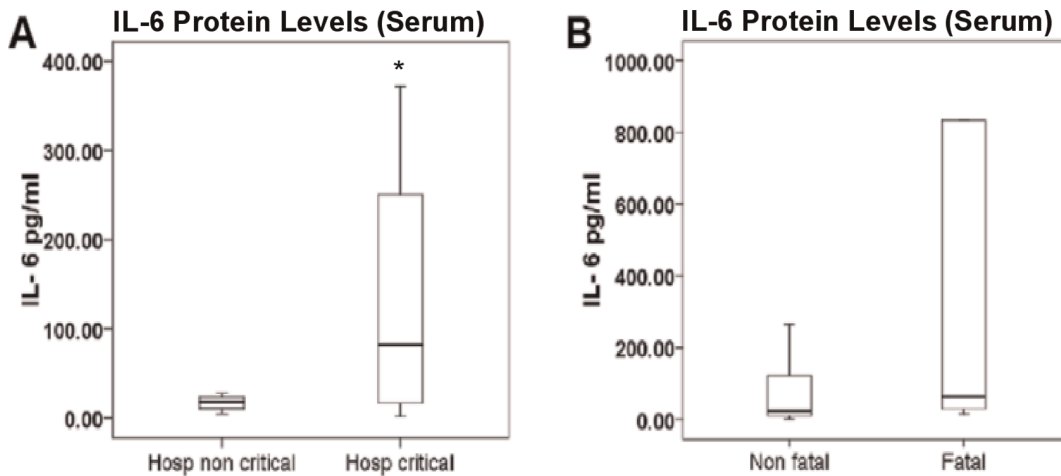 A
IL-6 Protein Levels (Serum)
*
400.00
300.00
200.00
100.00
0.00
IL- 6 pg/ml
Hosp non critical
Hosp critical
B
IL-6 Protein Levels (Serum)
1000.00
800.00
600.00
400.00
200.00
0.00
IL- 6 pg/ml
Non fatal
Fatal